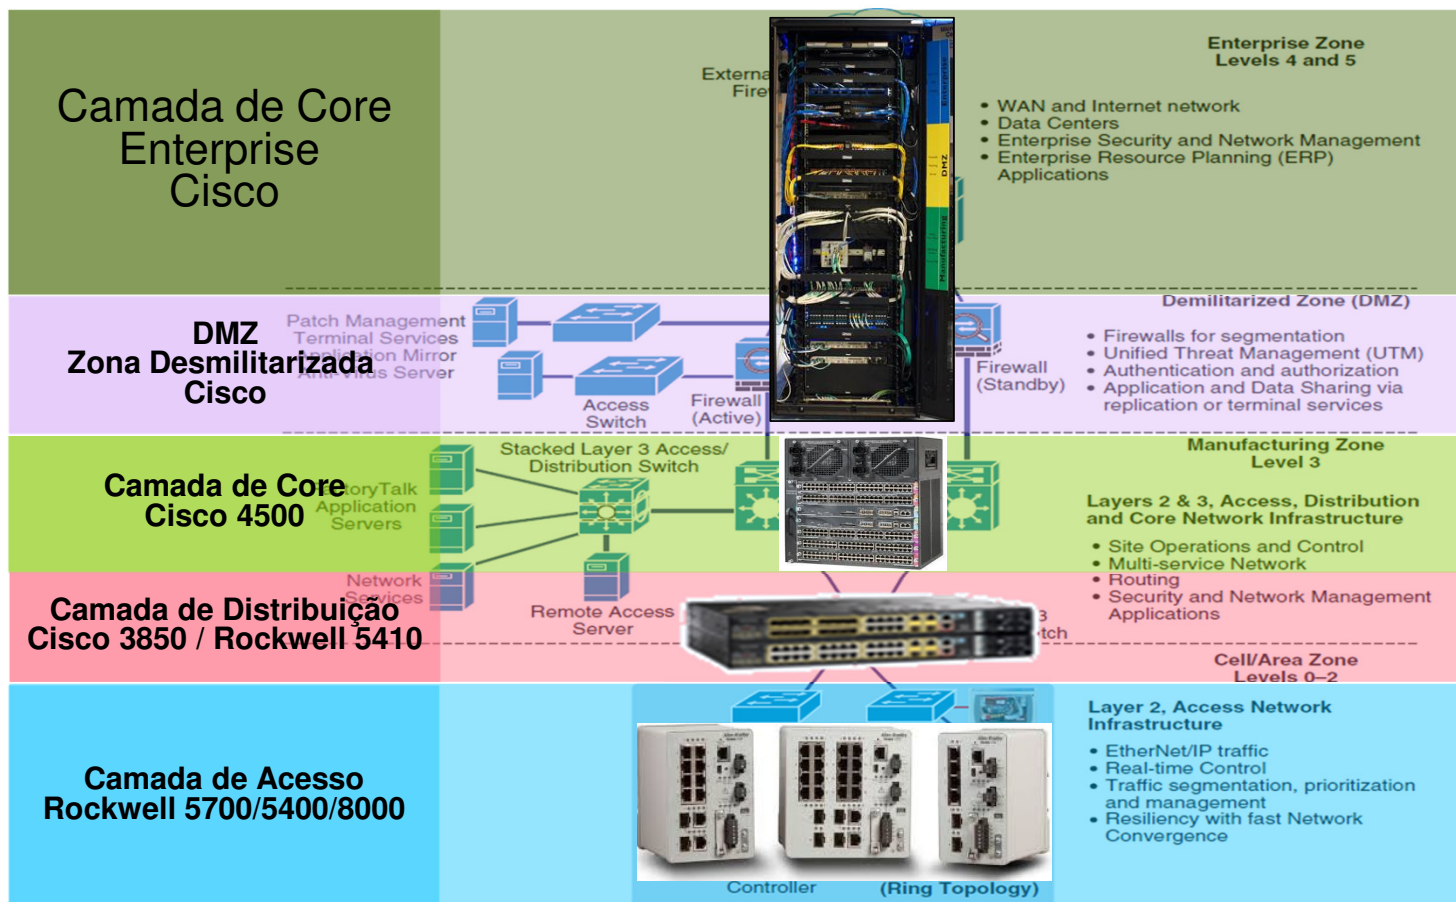 Camada de Core
Enterprise
Cisco
Enterprise Zone
Levels 4 and 5
• WAN and Internet network
• Data Centers
• Enterprise Security and Network Management
• Enterprise Resource Planning (ERP)
Applications
Enterprise
DMZ
Manufacturing
DMZ
Zona Desmilitarizada
Cisco
Patch Management
Terminal Services
Application Mirror
Anti-Virus Server
Access
Switch
Firewall
(Active)
Firewall
(Standby)
Demilitarized Zone (DMZ)
• Firewalls for segmentation
• Unified Threat Management (UTM)
• Authentication and authorization
• Application and Data Sharing via
replication or terminal services
Camada de Core
Cisco 4500
Application
Servers
Stacked Layer 3 Access/
Distribution Switch
Manufacturing Zone
Level 3
Layers 2 & 3, Access, Distribution
and Core Network Infrastructure
• Site Operations and Control
• Multi-service Network
• Routing
• Security and Network Management
Applications
Camada de Distribuição
Cisco 3850 / Rockwell 5410
Network
Services
Remote Access
Server
Cell/Area Zone
Levels 0–2
Camada de Acesso
Rockwell 5700/5400/8000
Layer 2, Access Network
Infrastructure
• EtherNet/IP traffic
• Real-time Control
• Traffic segmentation, prioritization
and management
• Resiliency with fast Network
Convergence
Controller
(Ring Topology)